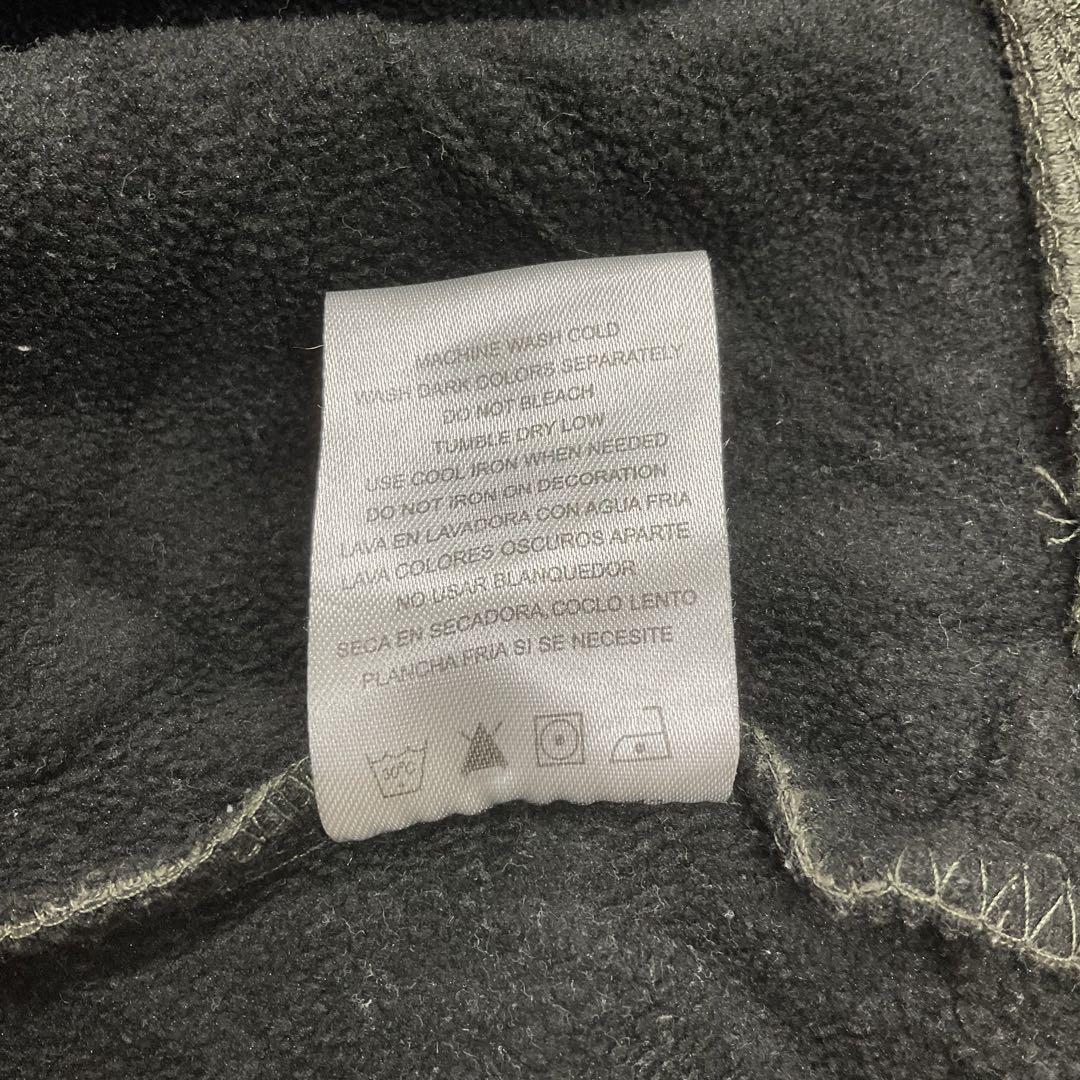 MACHINE WASH COLD
WASH DARK COLORS SEPARATELY
DO NOT BLEACH
TUMBLE DRY LOW
USE COOL IRON WHEN NEEDED
DO NOT IRON ON DECORATION
LAVA EN LAVADORA CON AGUA FRIA
LAVA COLORES OSCUROS APARTE
NO USAR BLANQUEDOR
SECA EN SECADORA, COCLO LENTO
PLANCHA FRIA SI SE NECESITE
30°C